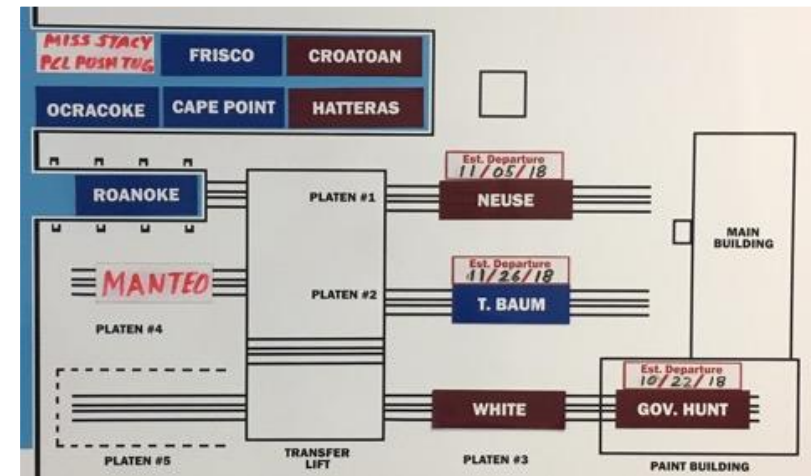 MISS STACY
PCL PUSH TUG
FRISCO
CROATOAN
OCRACOKE
CAPE POINT
HATTERAS
ROANOKE
PLATEN #1
Est. Departure
11/05/18
NEUSE
MAIN
BUILDING
MANTEO
PLATEN #2
Est. Departure
11/26/18
T. BAUM
PLATEN #4
Est. Departure
10/22/18
WHITE
GOV. HUNT
PLATEN #5
TRANSFER
LIFT
PLATEN #3
PAINT BUILDING